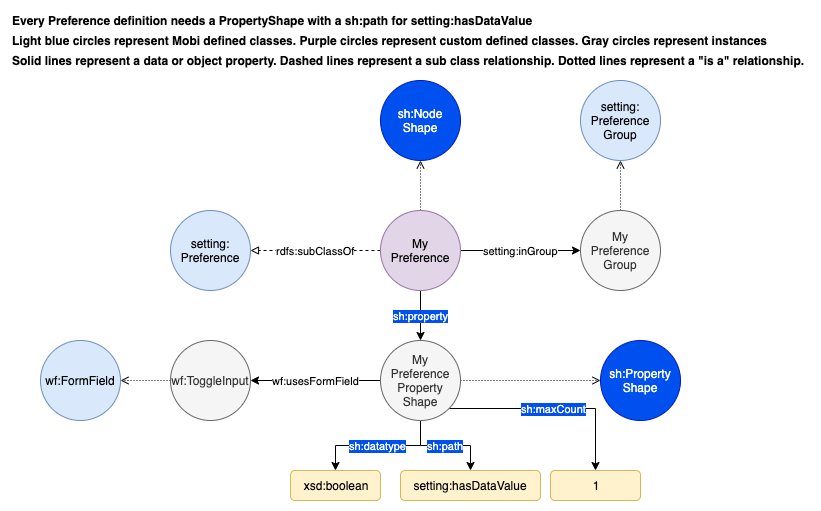 Every Preference definition needs a PropertyShape with a sh:path for setting:hasDataValue
Light blue circles represent Mobi defined classes. Purple circles represent custom defined classes. Gray circles represent instances
Solid lines represent a data or object property. Dashed lines represent a sub class relationship. Dotted lines represent a "is a" relationship.
sh:Node
Shape
setting:
Preference
Group
setting:
Preference
rdfs:subClassOf
My
Preference
setting:inGroup
My
Preference
Group
sh:property
wf:FormField
wf:ToggleInput
wf:usesFormField
My
Preference
Property
Shape
sh:Property
Shape
sh:maxCount
sh:datatype
sh:path
xsd:boolean
setting:hasDataValue
1